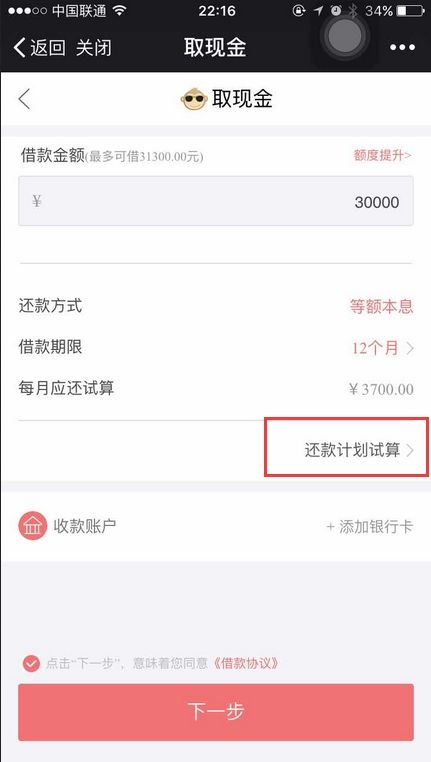 中国联通 22:16 34%
返回 关闭 取现金
取现金
借款金额(最多可借31300.00元) 额度提升>
¥ 30000
还款方式 等额本息
借款期限 12个月
每月应还试算 ¥3700.00
还款计划试算
收款账户 + 添加银行卡
点击“下一步”，意味着您同意《借款协议》
下一步